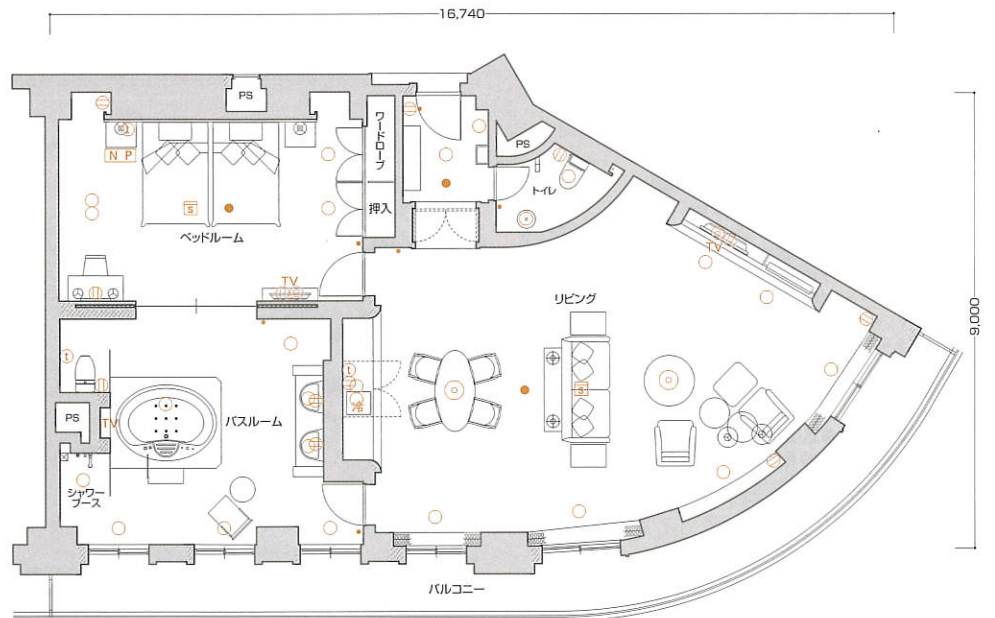 16,740
PS
ワードローブ
PS
N P
トイレ
押入
S
ベッドルーム
TV
TV
リビング
9,000
t
t
S
冷
PS
TV
バスルーム
シャワー
ブース
バルコニー